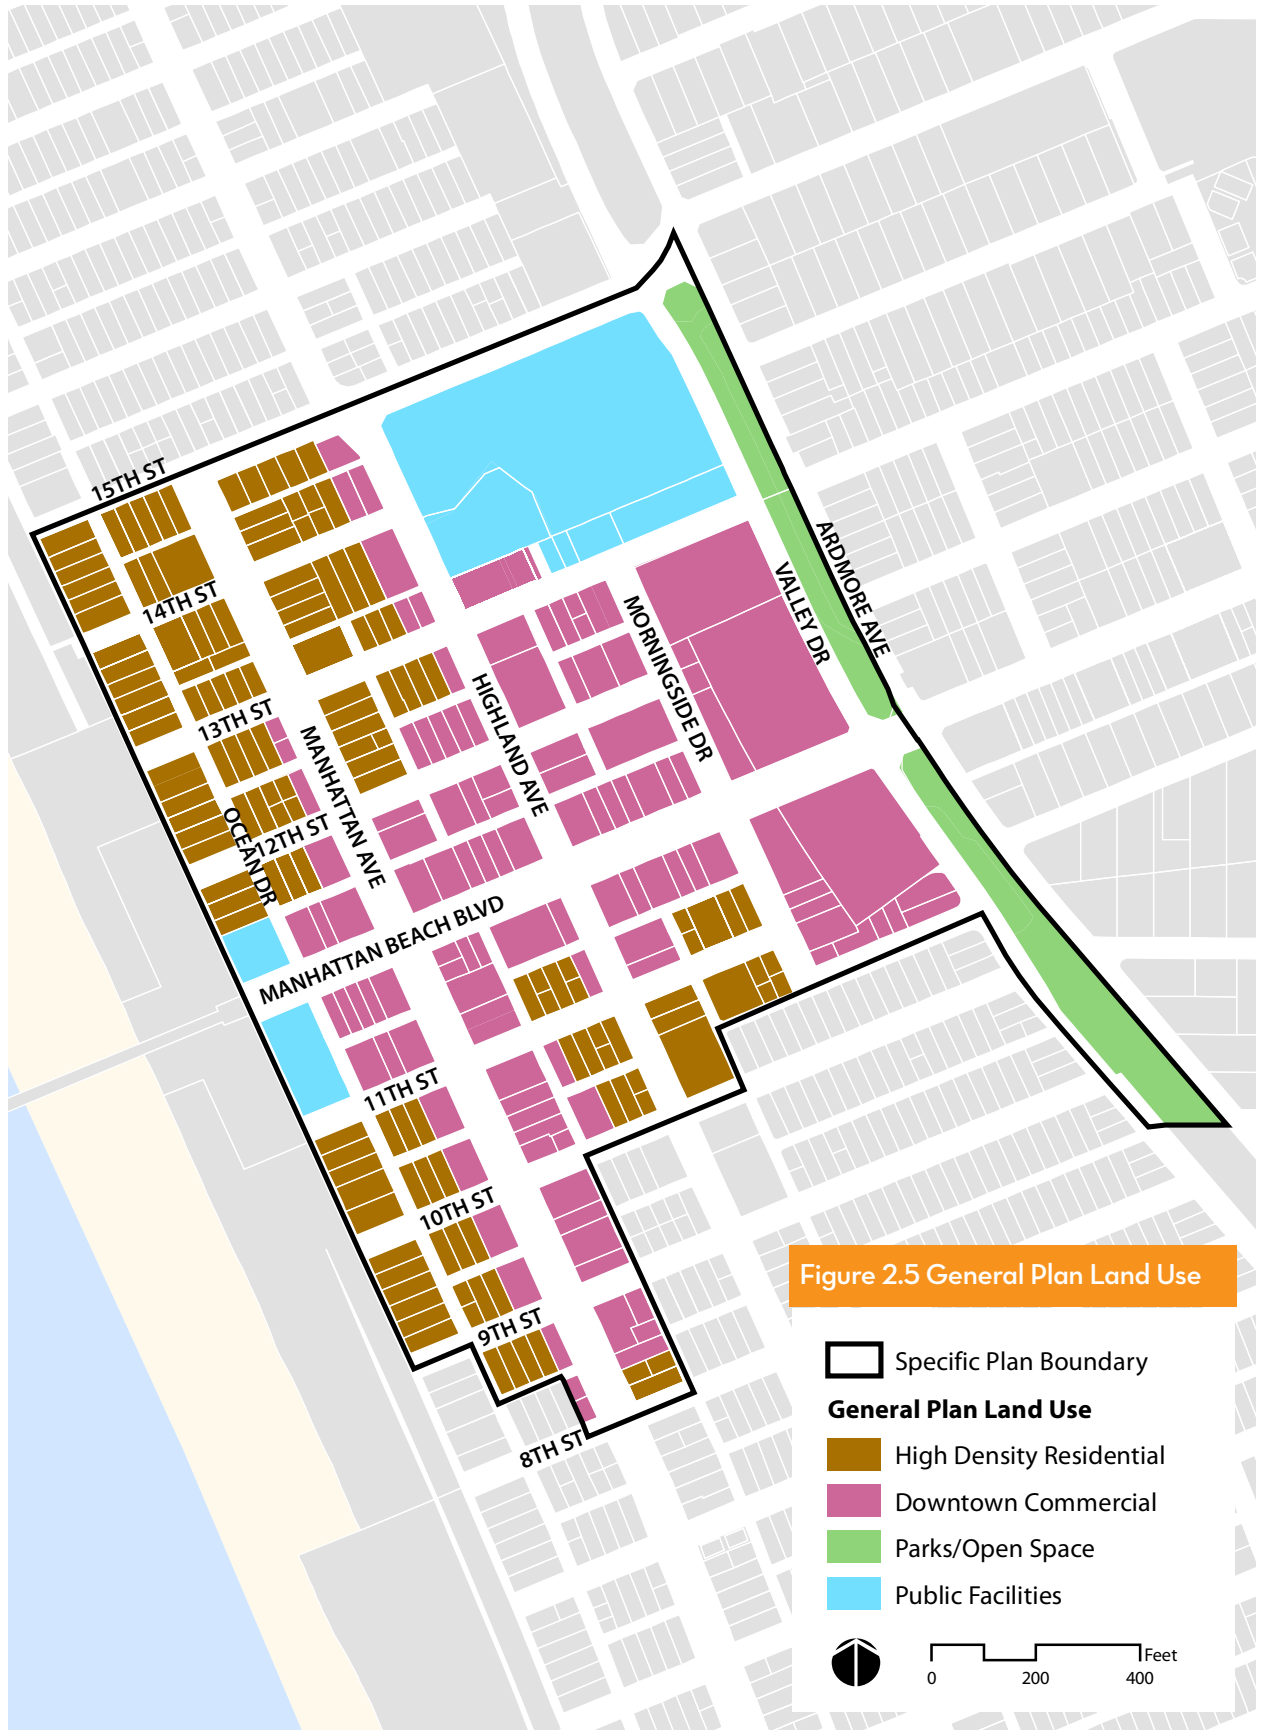 15TH ST
14TH ST
13TH ST
12TH ST
OCEAN DR
MANHATTAN AVE
HIGHLAND AVE
MORNINGSIDE DR
VALLEY DR
ARDMORE AVE
MANHATTAN BEACH BLVD
11TH ST
10TH ST
9TH ST
8TH ST
Figure 2.5 General Plan Land Use
Specific Plan Boundary
General Plan Land Use
High Density Residential
Downtown Commercial
Parks/Open Space
Public Facilities
Feet
0 200 400